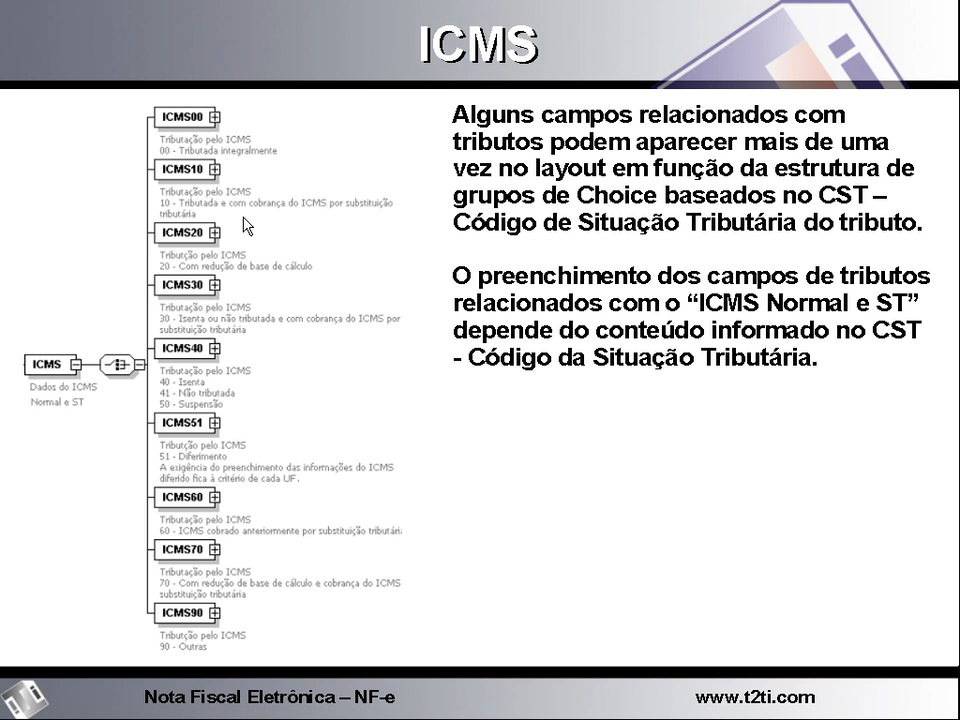 ICMS
ICMS00
Tributação pelo ICMS
00 - Tributada integralmente
ICMS10
Tributação pelo ICMS
10 - Tributada e com cobrança do ICMS por substituição
tributária
ICMS20
Tributção pelo ICMS
20 - Com redução de base de cálculo
ICMS30
Tributação pelo ICMS
30 - Isenta ou não tributada e com cobrança do ICMS por
substituição tributária
ICMS40
Tributação pelo ICMS
40 - Isenta
41 - Não tributada
50 - Suspensão
ICMS
Dados do ICMS
Normal e ST
ICMS51
Tributção pelo ICMS
51 - Diferimento
A exigência do preenchimento das informações do ICMS
diferido fica à critério de cada UF.
ICMS60
Tributação pelo ICMS
60 - ICMS cobrado anteriormente por substituição tributári
ICMS70
Tributação pelo ICMS
70 - Com redução de base de cálculo e cobrança do ICMS
substituição tributária
ICMS90
Tributção pelo ICMS
90 - Outras
Alguns campos relacionados com
tributos podem aparecer mais de uma
vez no layout em função da estrutura de
grupos de Choice baseados no CST –
Código de Situação Tributária do tributo.
O preenchimento dos campos de tributos
relacionados com o “ICMS Normal e ST”
depende do conteúdo informado no CST
- Código da Situação Tributária.
Nota Fiscal Eletrônica – NF-e
www.t2ti.com